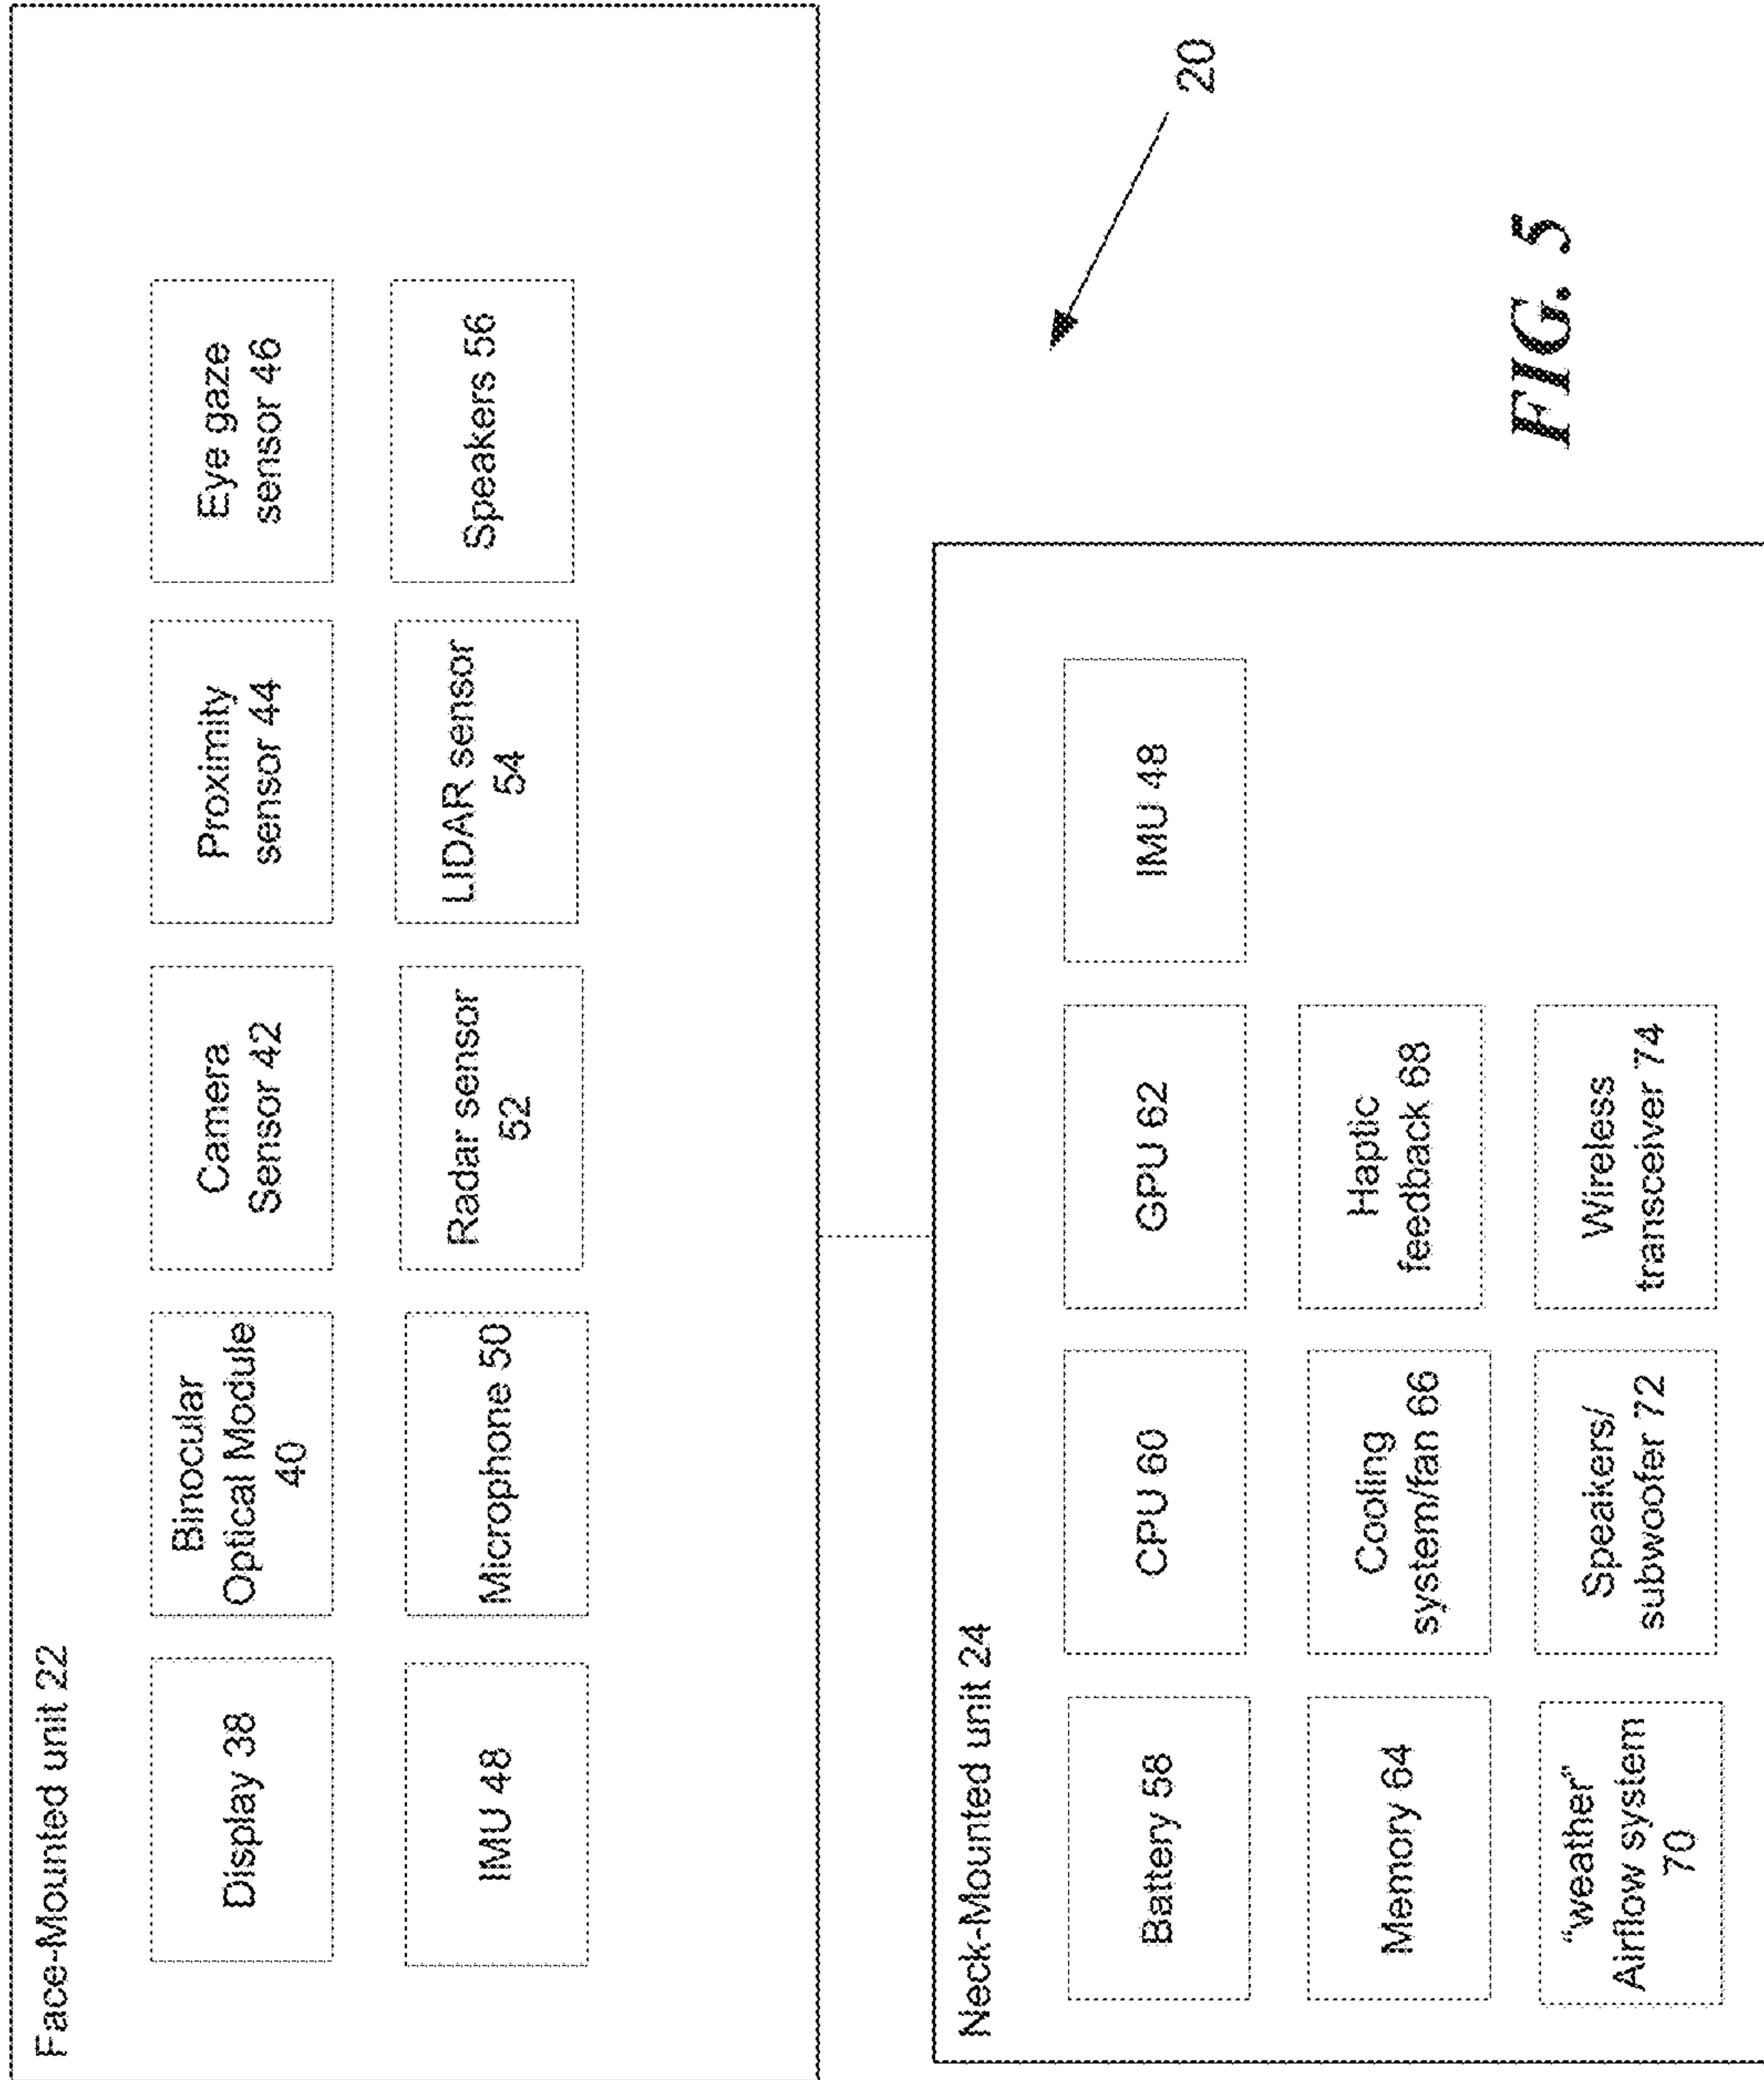 Face-Mounted unit 22
Display 38
Binocular
Optical Module
40
Camera
Sensor 42
Proximity
sensor 44
Eye gaze
sensor 46
IMU 48
Microphone 50
Radar sensor
52
LIDAR sensor
54
Speakers 56
Neck-Mounted unit 24
Battery 58
CPU 60
GPU 62
IMU 48
Memory 64
Cooling
system/fan 66
Haptic
feedback 68
"weather"
Airflow system
70
Speakers/
subwoofer 72
Wireless
transceiver 74
20
FIG. 5